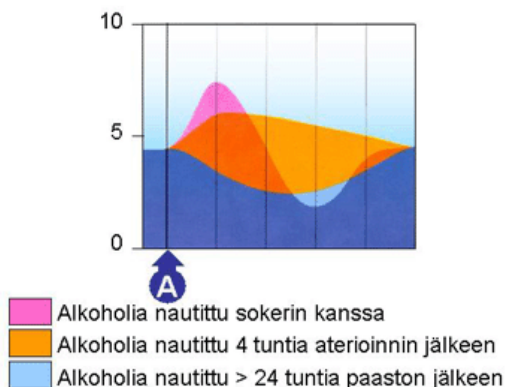 10
5
0
A
Alkoholia nautittu sokerin kanssa
Alkoholia nautittu 4 tuntia aterioinnin jälkeen
Alkoholia nautittu > 24 tuntia paaston jälkeen